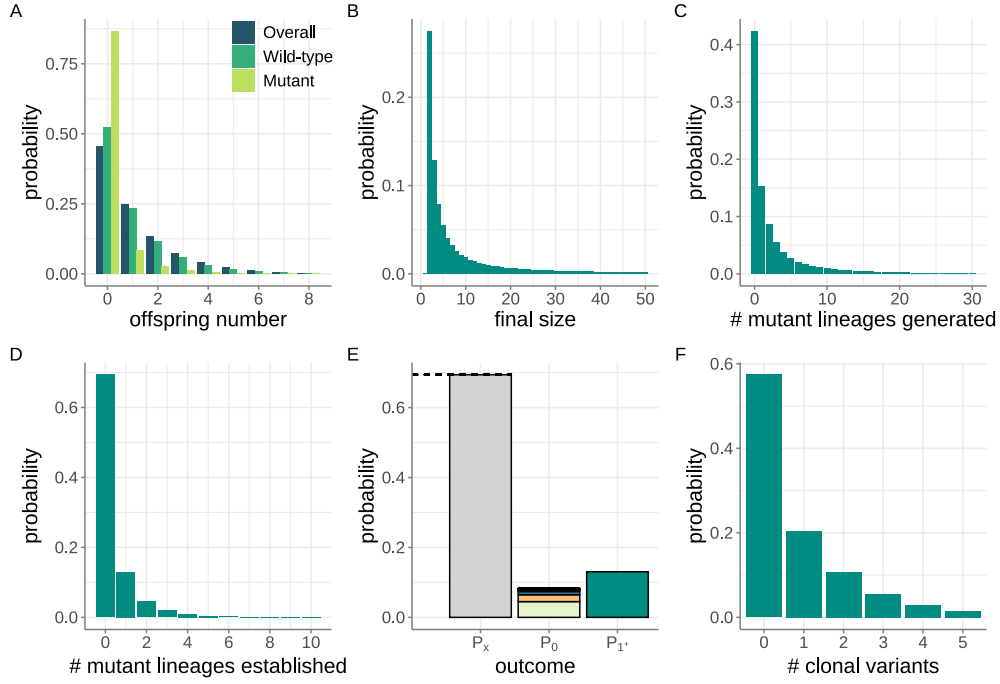 A
Overall
Wild-type
Mutant
probability
0.75
0.50
0.25
0.00
0 2 4 6 8
offspring number
B
probability
0.2
0.1
0.0
0 10 20 30 40 50
final size
C
probability
0.4
0.3
0.2
0.1
0.0
0 10 20 30
# mutant lineages generated
D
probability
0.6
0.4
0.2
0.0
0 2 4 6 8 10
# mutant lineages established
E
probability
0.6
0.4
0.2
0.0
Px P0 P1+
outcome
F
probability
0.6
0.4
0.2
0.0
0 1 2 3 4 5
# clonal variants